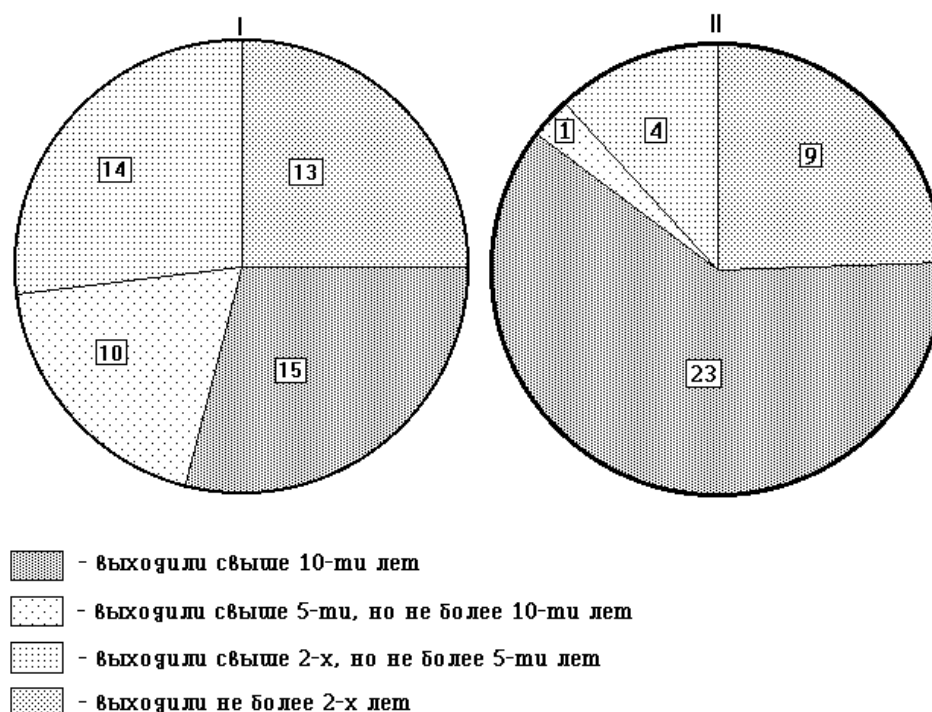 I
II
14
13
10
15
1
4
9
23
- выходили свыше 10-ти лет
- выходили свыше 5-ти, но не более 10-ти лет
- выходили свыше 2-х, но не более 5-ти лет
- выходили не более 2-х лет